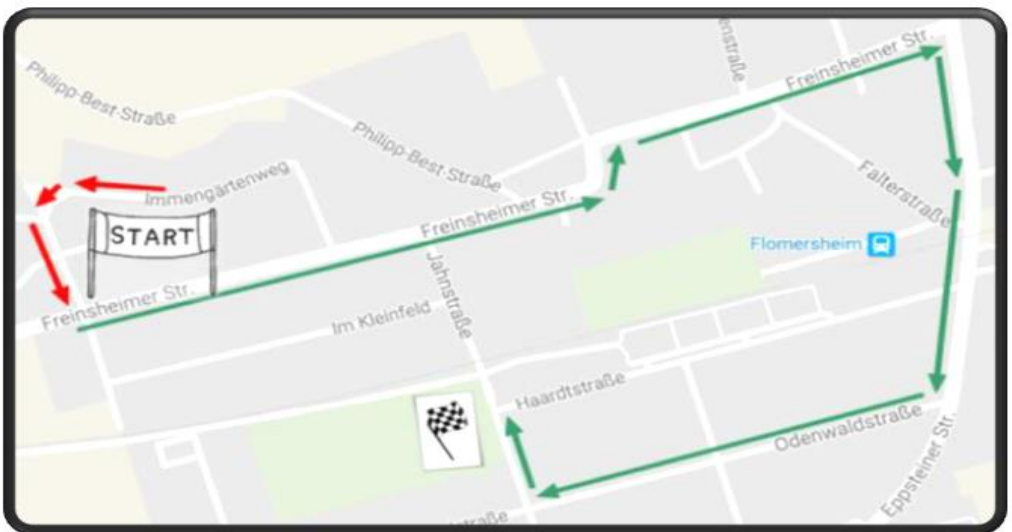 Freinsheimer Str.
Philipp-Best-Straße
Philipp-Best-Straße
Immengärtenweg
Falterstraße
Freinsheimer Str.
START
Flomersheim
Jahnstraße
Freinsheimer Str.
Im Kleinfeld
Haardtstraße
Odenwaldstraße
Eppsteiner Str.